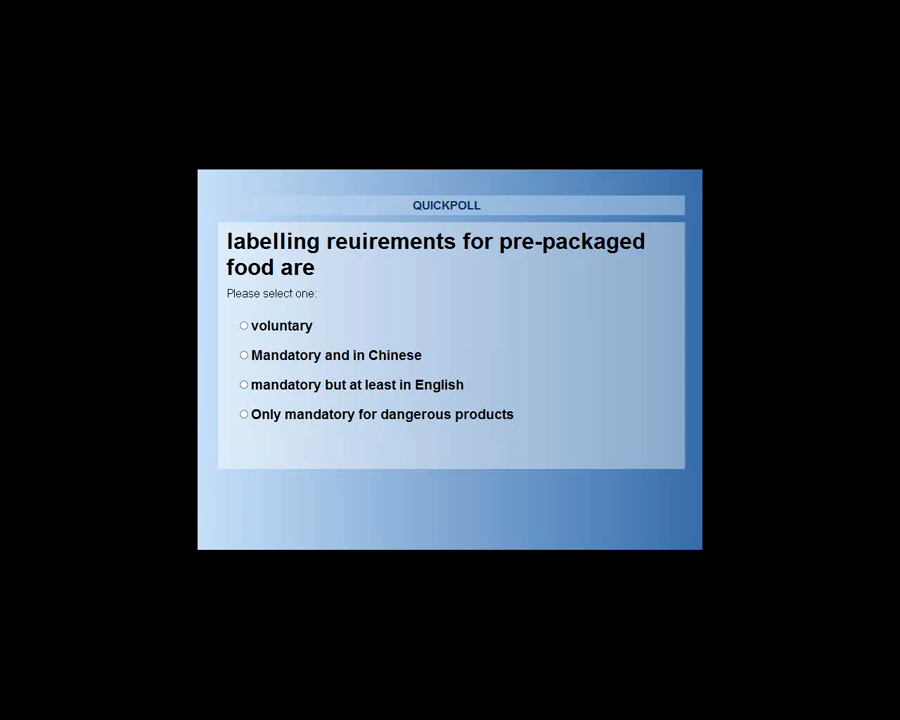 QUICKPOLL
labelling reuirements for pre-packaged
food are
Please select one:
voluntary
Mandatory and in Chinese
mandatory but at least in English
Only mandatory for dangerous products